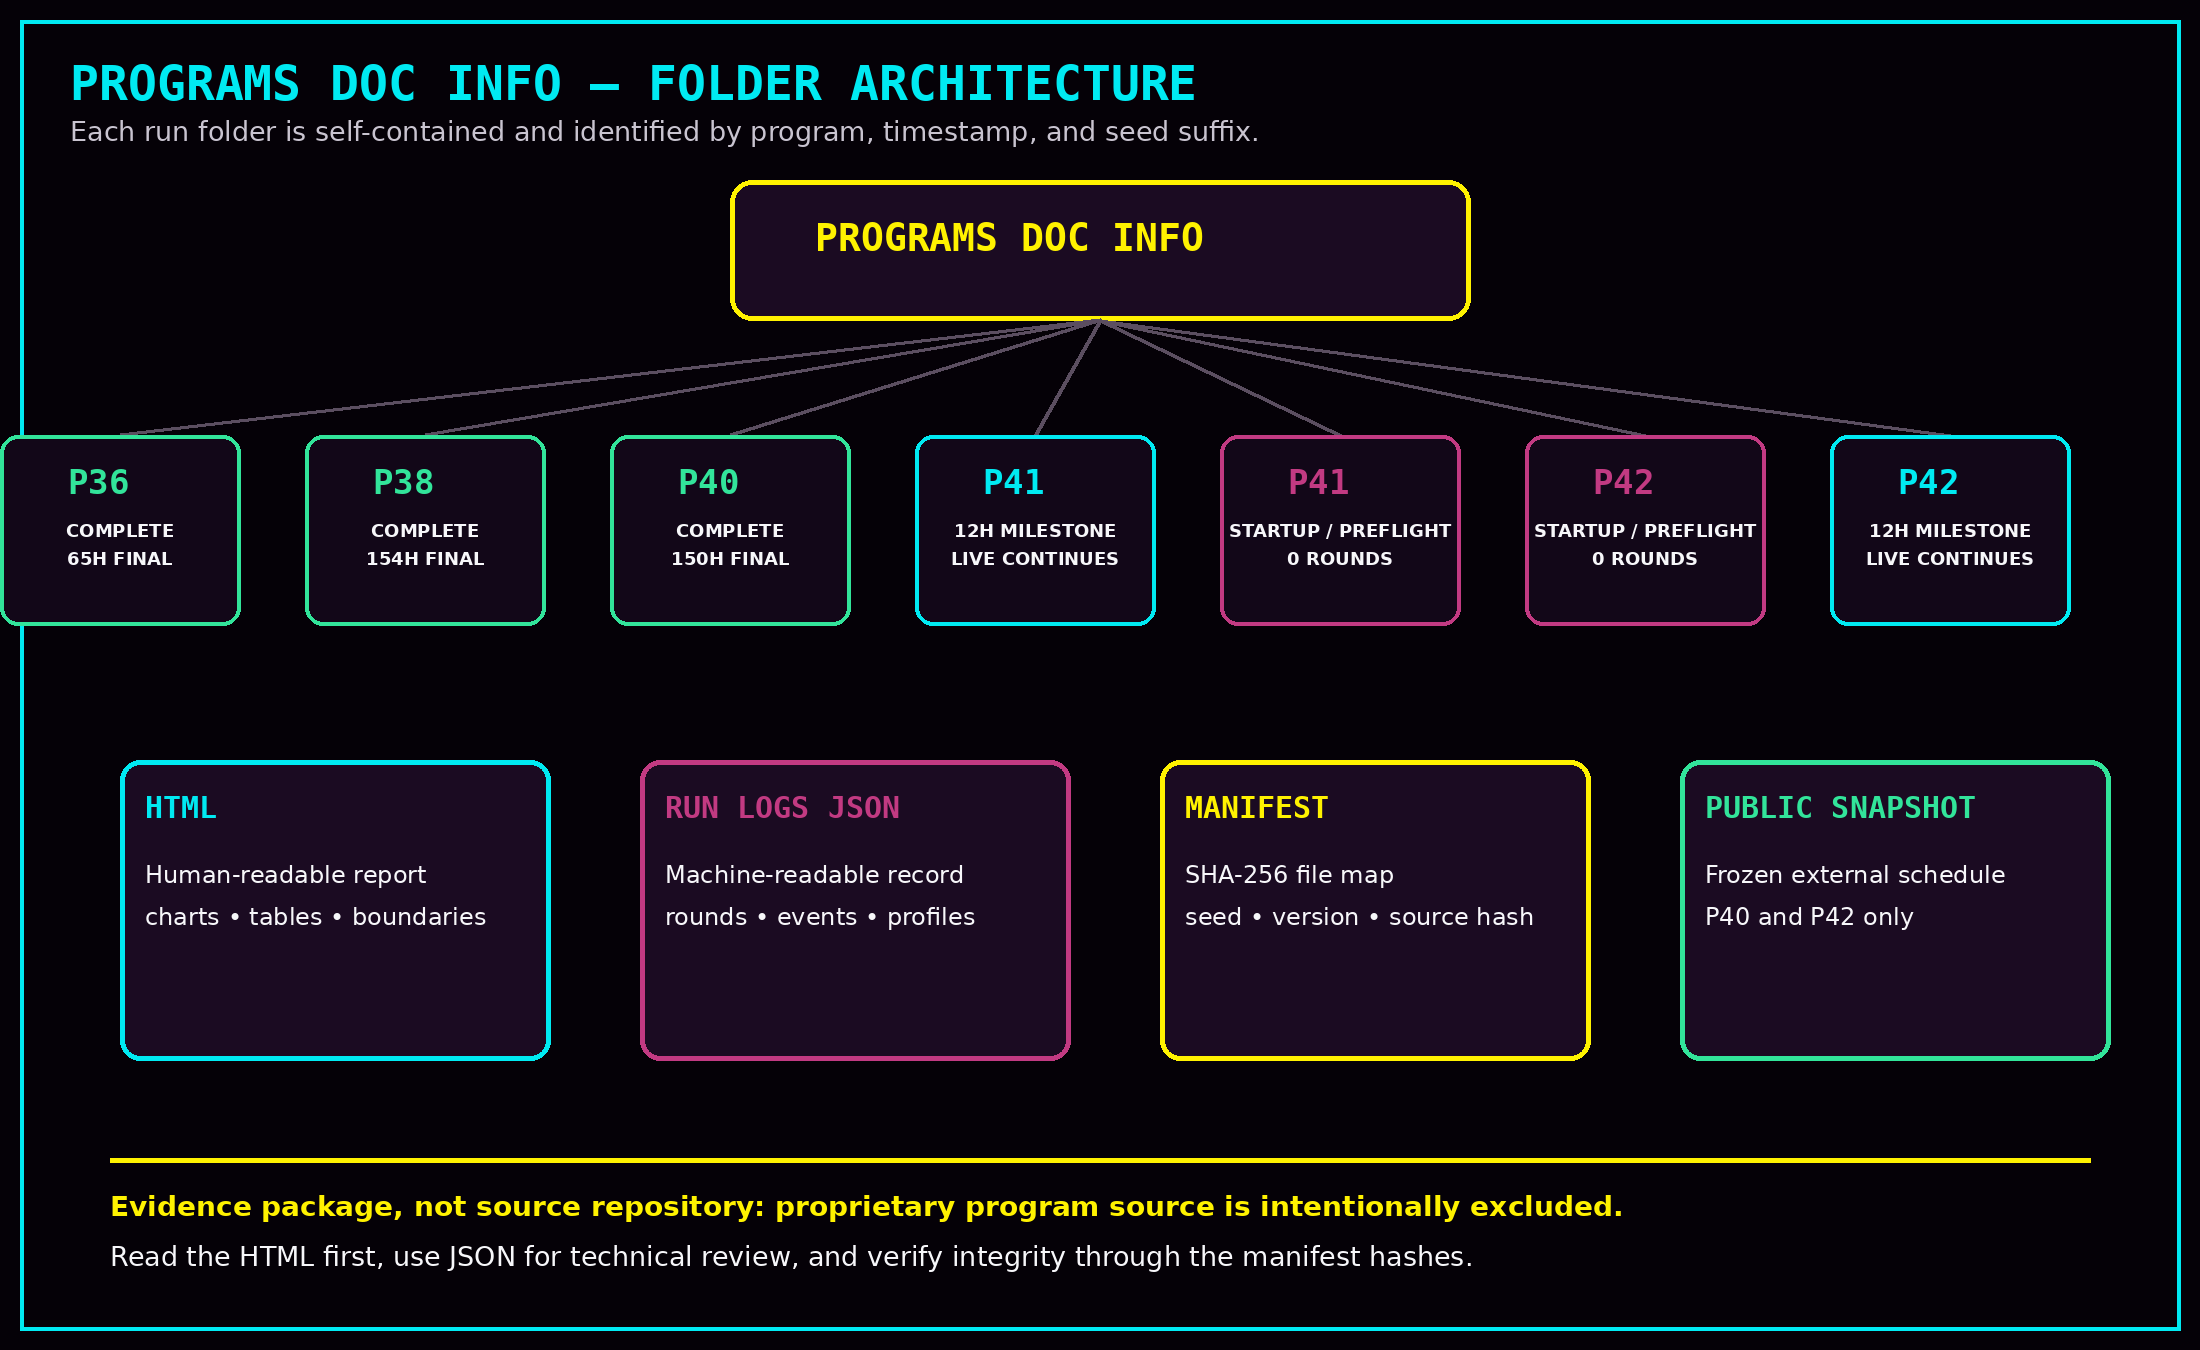 PROGRAMS DOC INFO — FOLDER ARCHITECTURE
Each run folder is self-contained and identified by program, timestamp, and seed suffix.
PROGRAMS DOC INFO
P36
COMPLETE
65H FINAL
P38
COMPLETE
154H FINAL
P40
COMPLETE
150H FINAL
P41
12H MILESTONE
LIVE CONTINUES
P41
STARTUP / PREFLIGHT
0 ROUNDS
P42
STARTUP / PREFLIGHT
0 ROUNDS
P42
12H MILESTONE
LIVE CONTINUES
HTML
Human-readable report
charts • tables • boundaries
RUN LOGS JSON
Machine-readable record
rounds • events • profiles
MANIFEST
SHA-256 file map
seed • version • source hash
PUBLIC SNAPSHOT
Frozen external schedule
P40 and P42 only
Evidence package, not source repository: proprietary program source is intentionally excluded.
Read the HTML first, use JSON for technical review, and verify integrity through the manifest hashes.